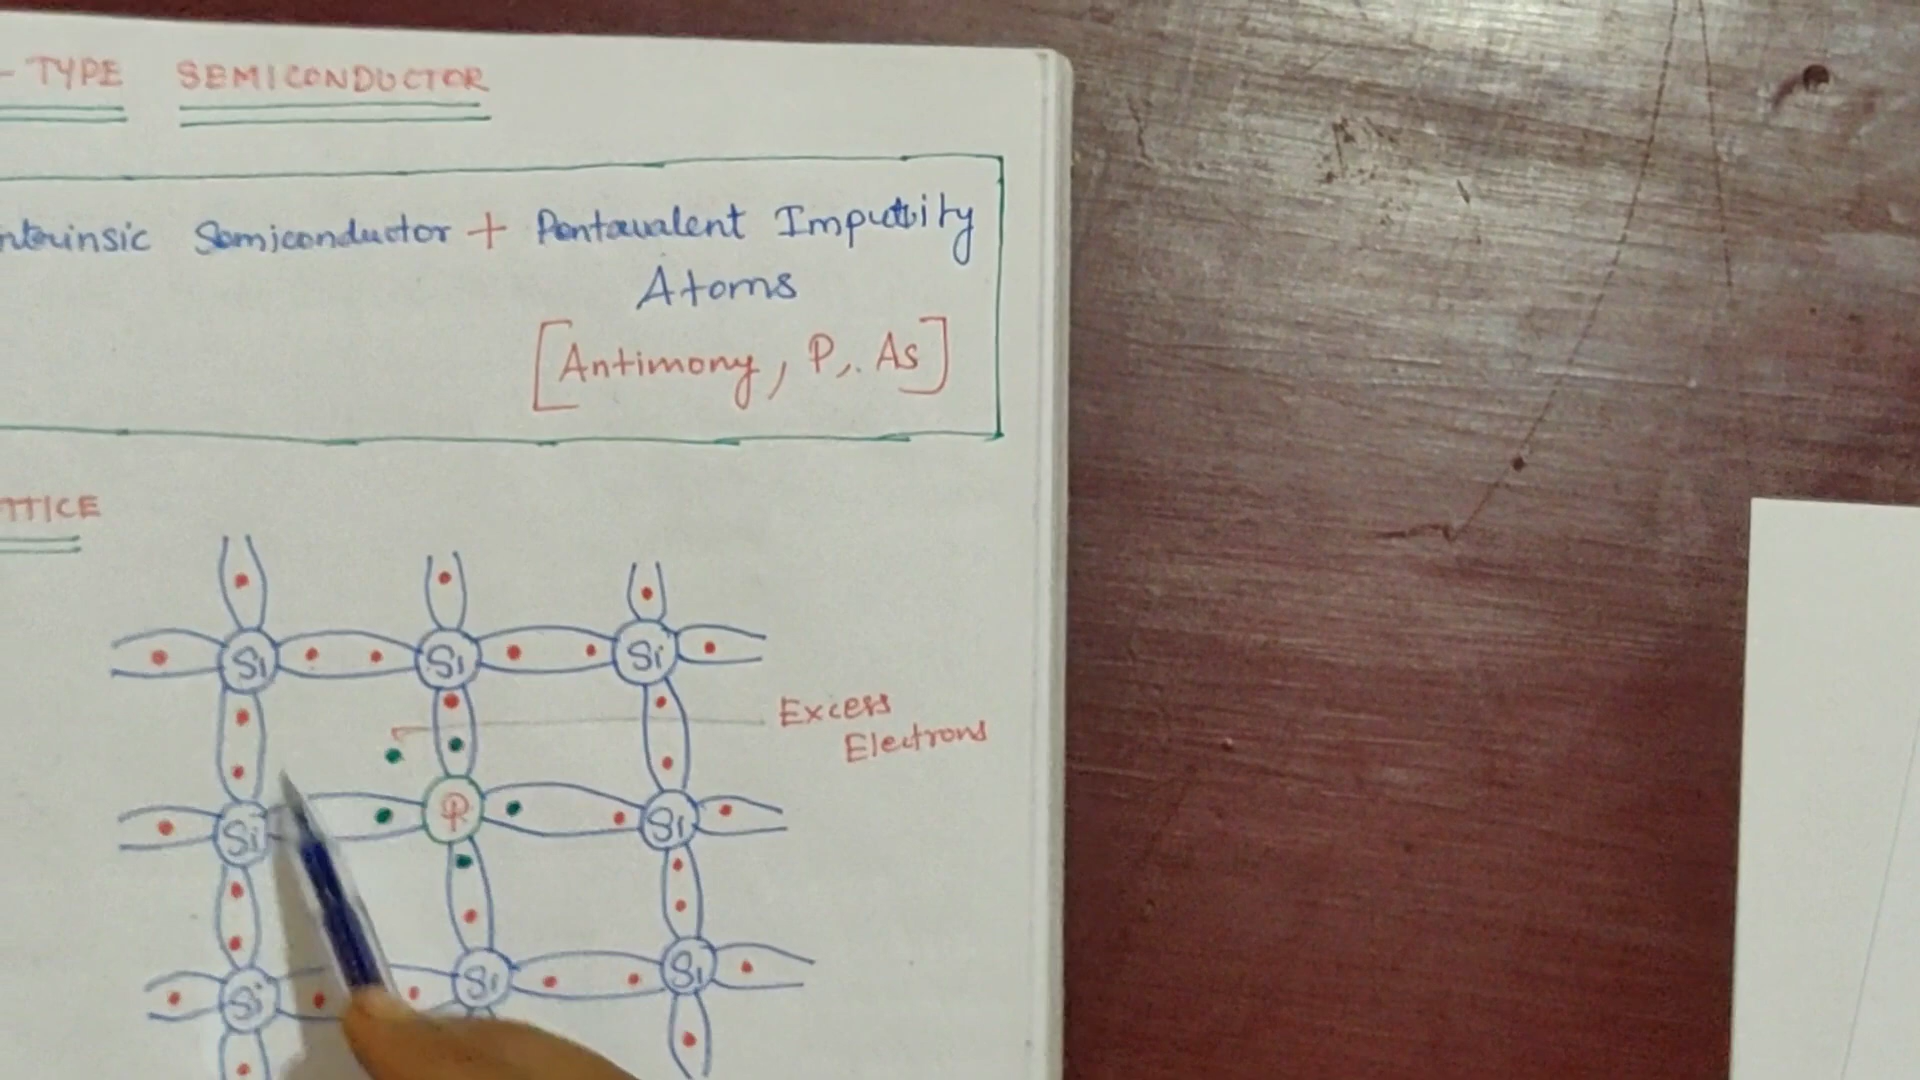 - TYPE SEMICONDUCTOR
ntrinsic Semiconductor + Pentavalent Impurity
Atoms
[Antimony, P, As]
TTICE
Si Si Si
Excess
Electrons
Si P Si
Si Si Si